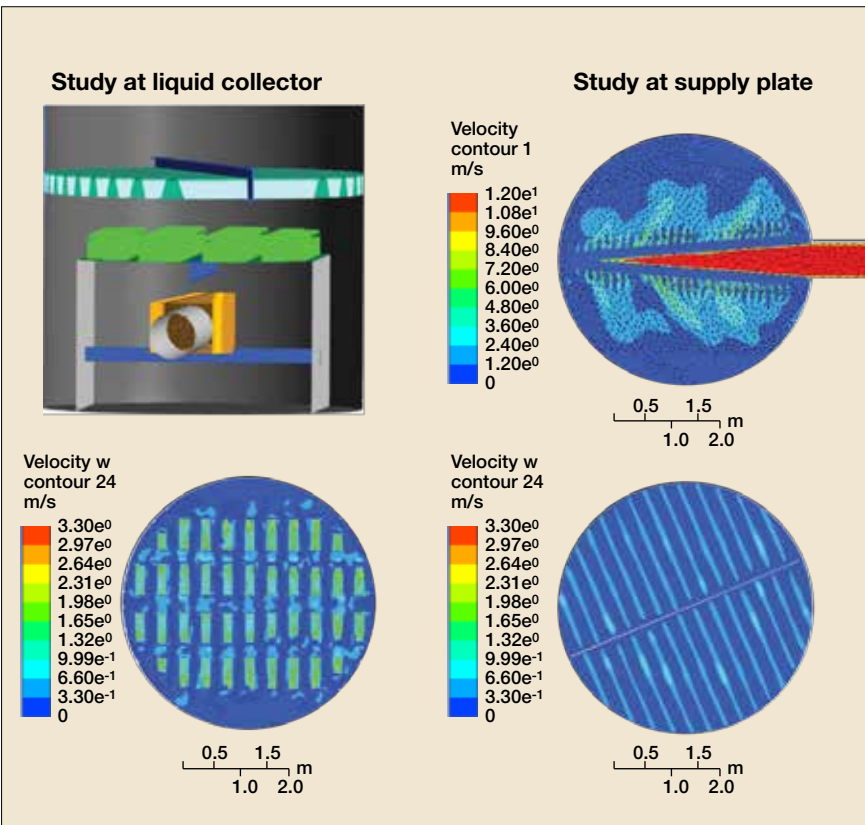 Study at liquid collector
Study at supply plate
Velocity
contour 1
m/s
1.20e¹
1.08e¹
9.60e⁰
8.40e⁰
7.20e⁰
6.00e⁰
4.80e⁰
3.60e⁰
2.40e⁰
1.20e⁰
0
0.5 1.5
m
1.0 2.0
Velocity w
contour 24
m/s
3.30e⁰
2.97e⁰
2.64e⁰
2.31e⁰
1.98e⁰
1.65e⁰
1.32e⁰
9.99e⁻¹
6.60e⁻¹
3.30e⁻¹
0
0.5 1.5
m
1.0 2.0
Velocity w
contour 24
m/s
3.30e⁰
2.97e⁰
2.64e⁰
2.31e⁰
1.98e⁰
1.65e⁰
1.32e⁰
9.99e⁻¹
6.60e⁻¹
3.30e⁻¹
0
0.5 1.5
m
1.0 2.0